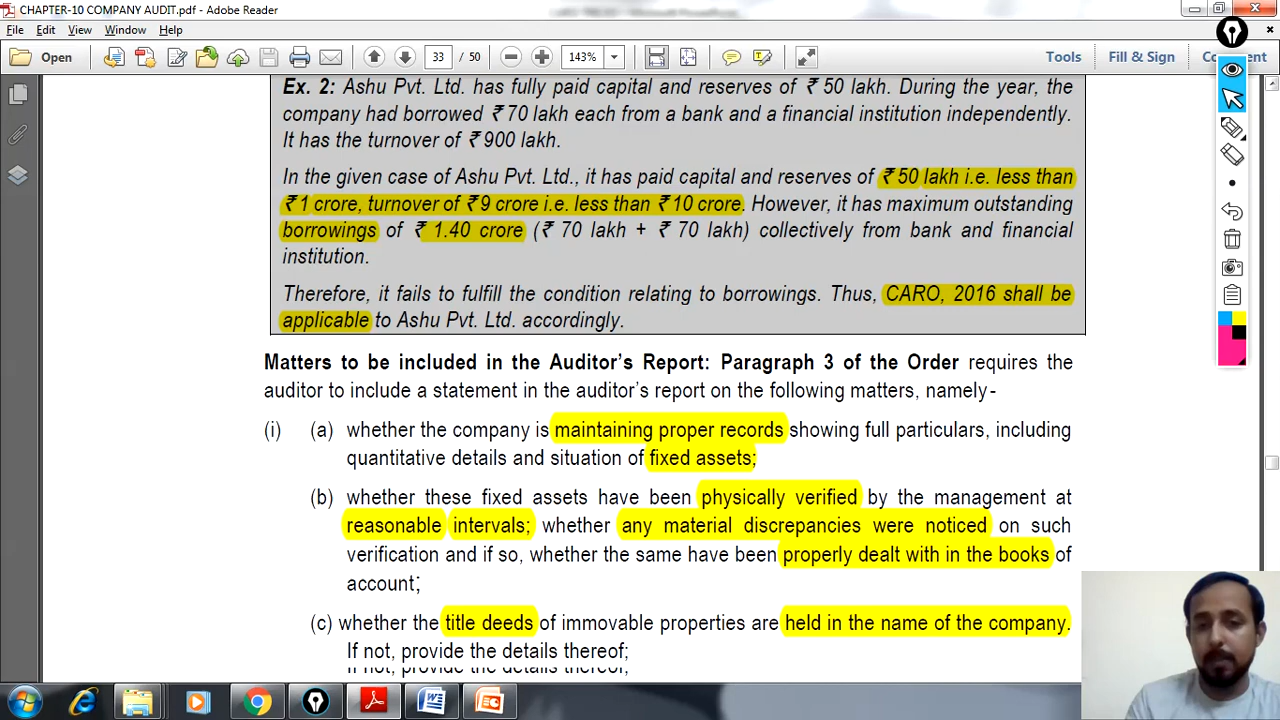 CHAPTER-10 COMPANY AUDIT.pdf - Adobe Reader
File Edit View Window Help
Open 33 / 50 143% Tools Fill & Sign Comment
Ex. 2: Ashu Pvt. Ltd. has fully paid capital and reserves of ₹ 50 lakh. During the year, the
company had borrowed ₹ 70 lakh each from a bank and a financial institution independently.
It has the turnover of ₹ 900 lakh.
In the given case of Ashu Pvt. Ltd., it has paid capital and reserves of ₹ 50 lakh i.e. less than
₹ 1 crore, turnover of ₹ 9 crore i.e. less than ₹ 10 crore. However, it has maximum outstanding
borrowings of ₹ 1.40 crore (₹ 70 lakh + ₹ 70 lakh) collectively from bank and financial
institution.
Therefore, it fails to fulfill the condition relating to borrowings. Thus, CARO, 2016 shall be
applicable to Ashu Pvt. Ltd. accordingly.
Matters to be included in the Auditor's Report: Paragraph 3 of the Order requires the
auditor to include a statement in the auditor's report on the following matters, namely-
(i) (a) whether the company is maintaining proper records showing full particulars, including
quantitative details and situation of fixed assets;
(b) whether these fixed assets have been physically verified by the management at
reasonable intervals; whether any material discrepancies were noticed on such
verification and if so, whether the same have been properly dealt with in the books of
account;
(c) whether the title deeds of immovable properties are held in the name of the company.
If not, provide the details thereof;
If not, provide the details thereof;